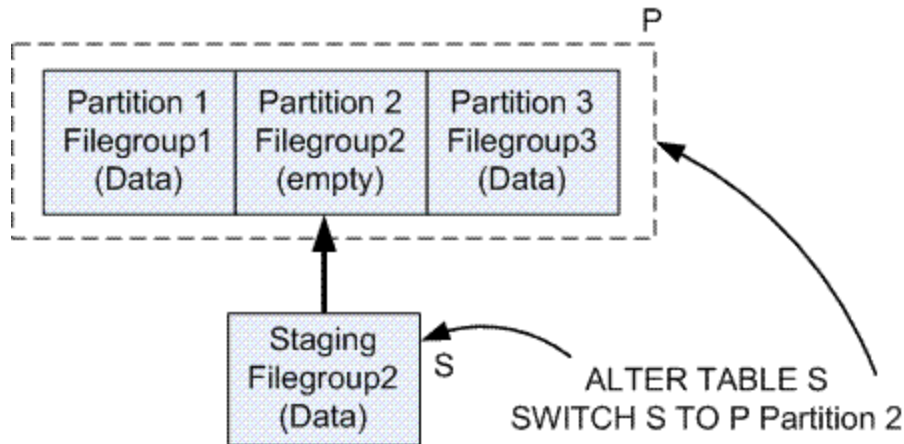 P
Partition 1
Filegroup1
(Data)
Partition 2
Filegroup2
(empty)
Partition 3
Filegroup3
(Data)
Staging
Filegroup2
(Data)
S
ALTER TABLE S
SWITCH S TO P Partition 2